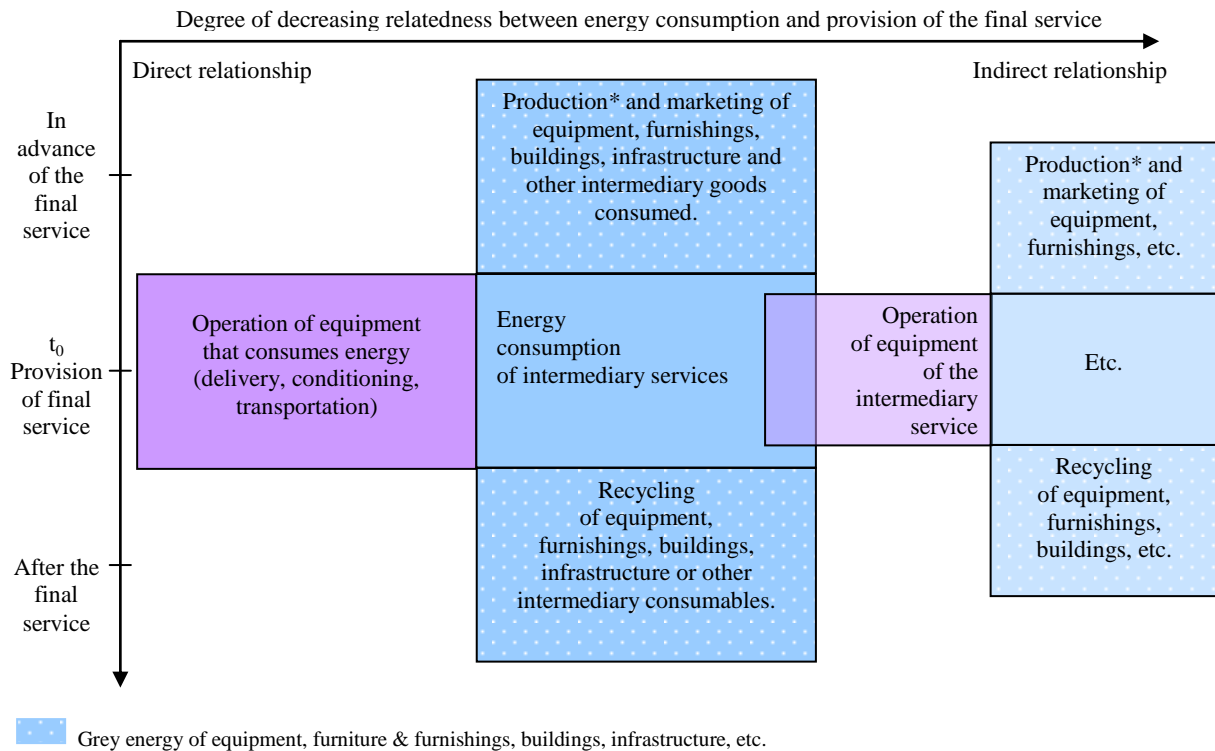 Degree of decreasing relatedness between energy consumption and provision of the final service
Direct relationship
Indirect relationship
In
advance
of the
final
service
Production* and marketing of
equipment, furnishings,
buildings, infrastructure and
other intermediary goods
consumed.
Production* and
marketing of
equipment,
furnishings, etc.
t0
Provision
of final
service
Operation of equipment
that consumes energy
(delivery, conditioning,
transportation)
Energy
consumption
of intermediary services
Operation
of equipment
of the
intermediary
service
Etc.
After the
final
service
Recycling
of equipment,
furnishings, buildings,
infrastructure or other
intermediary consumables.
Recycling
of equipment,
furnishings,
buildings, etc.
Grey energy of equipment, furniture & furnishings, buildings, infrastructure, etc.